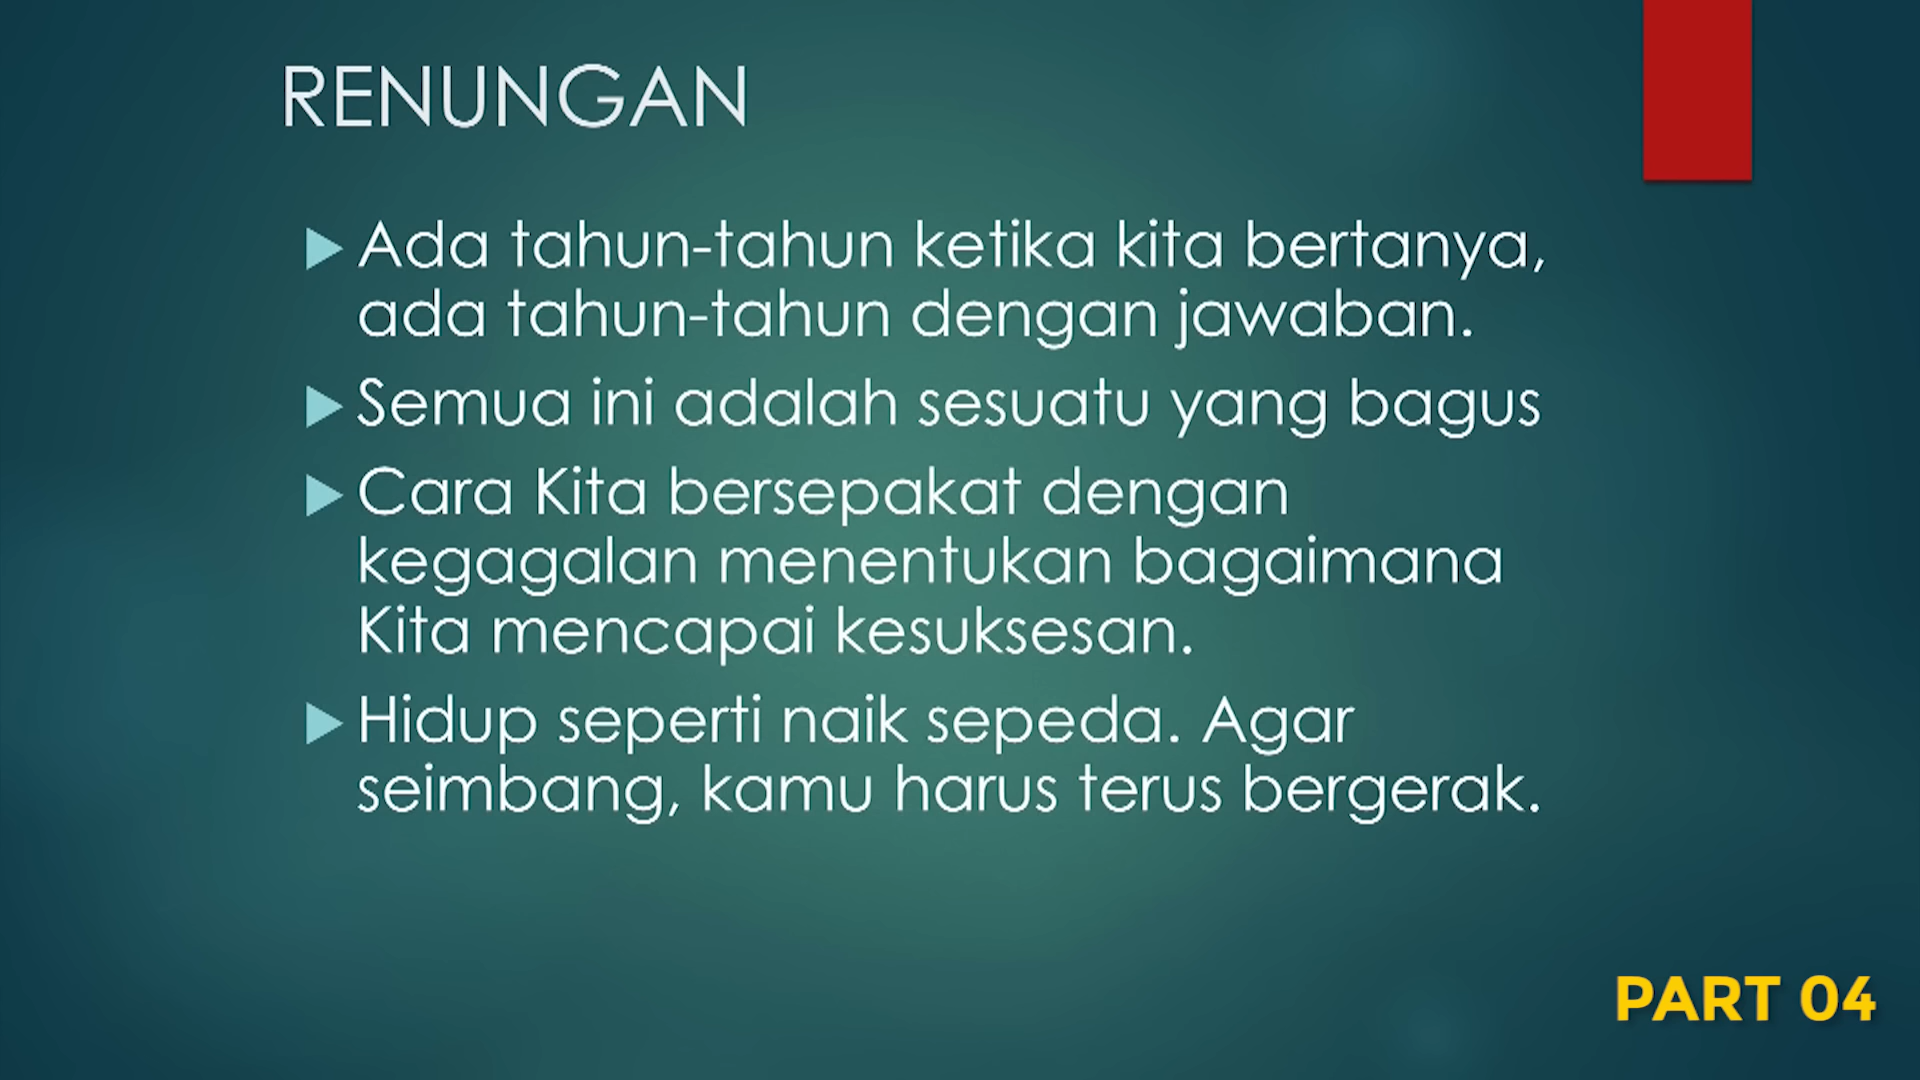 RENUNGAN
Ada tahun-tahun ketika kita bertanya,
ada tahun-tahun dengan jawaban.
Semua ini adalah sesuatu yang bagus
Cara Kita bersepakat dengan
kegagalan menentukan bagaimana
Kita mencapai kesuksesan.
Hidup seperti naik sepeda. Agar
seimbang, kamu harus terus bergerak.
PART 04